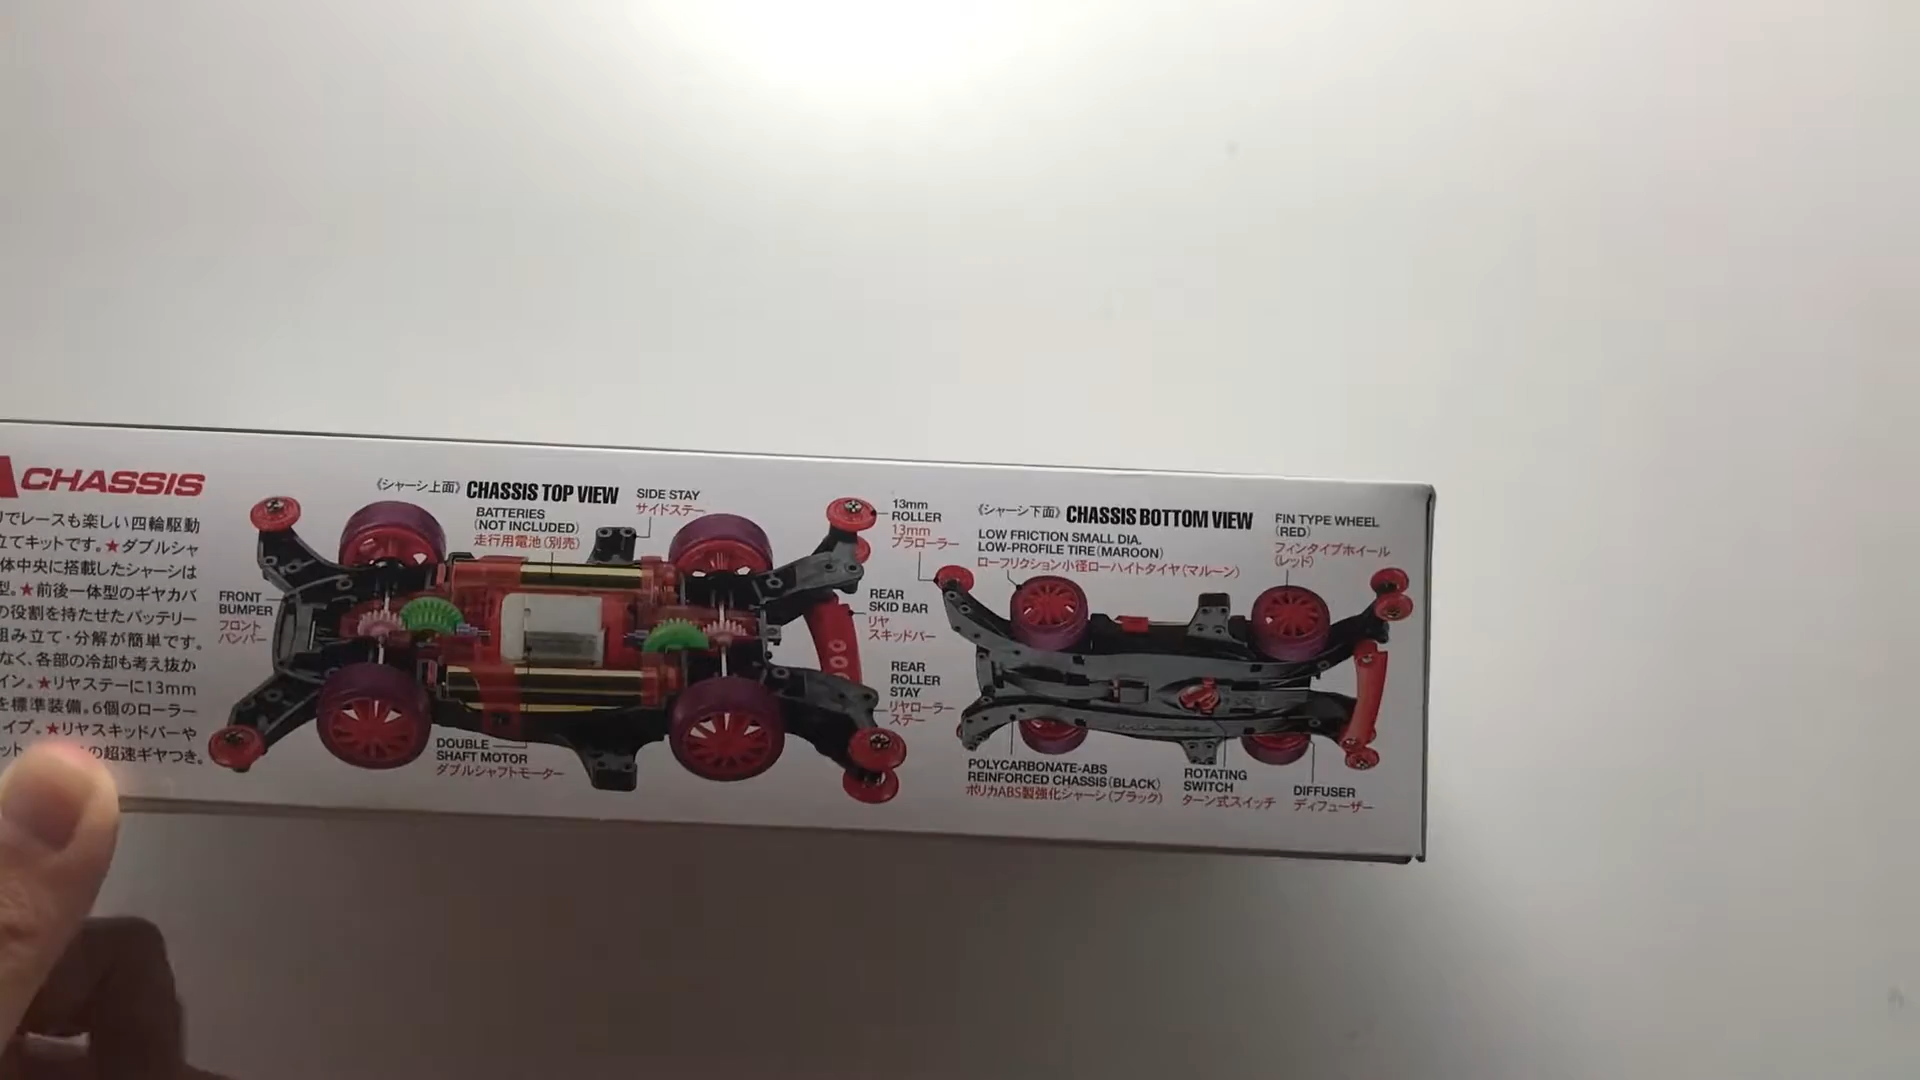 CHASSIS
でレースも楽しい四輪駆動
立てキットです。★ダブルシャ
体中央に搭載したシャーシは
型。★前後一体型のギヤカバ
の役割を持たせたバッテリー
組み立て・分解が簡単です。
なく、各部の冷却も考え抜か
イン。★リヤステーに13mm
を標準装備。6個のローラー
イプ。★リヤスキッドバーや
の超速ギヤつき。
《シャーシ上面》 CHASSIS TOP VIEW
BATTERIES
(NOT INCLUDED)
走行用電池(別売)
SIDE STAY
サイドステー
FRONT
BUMPER
フロント
バンパー
DOUBLE
SHAFT MOTOR
ダブルシャフトモーター
13mm
ROLLER
13mm
プラローラー
REAR
SKID BAR
リヤ
スキッドバー
REAR
ROLLER
STAY
リヤローラー
ステー
《シャーシ下面》 CHASSIS BOTTOM VIEW
LOW FRICTION SMALL DIA.
LOW-PROFILE TIRE (MAROON)
ローフリクション小径ローハイトタイヤ(マルーン)
FIN TYPE WHEEL
(RED)
フィンタイプホイール
(レッド)
POLYCARBONATE-ABS
REINFORCED CHASSIS (BLACK)
ポリカABS製強化シャーシ(ブラック)
ROTATING
SWITCH
ターン式スイッチ
DIFFUSER
ディフューザー